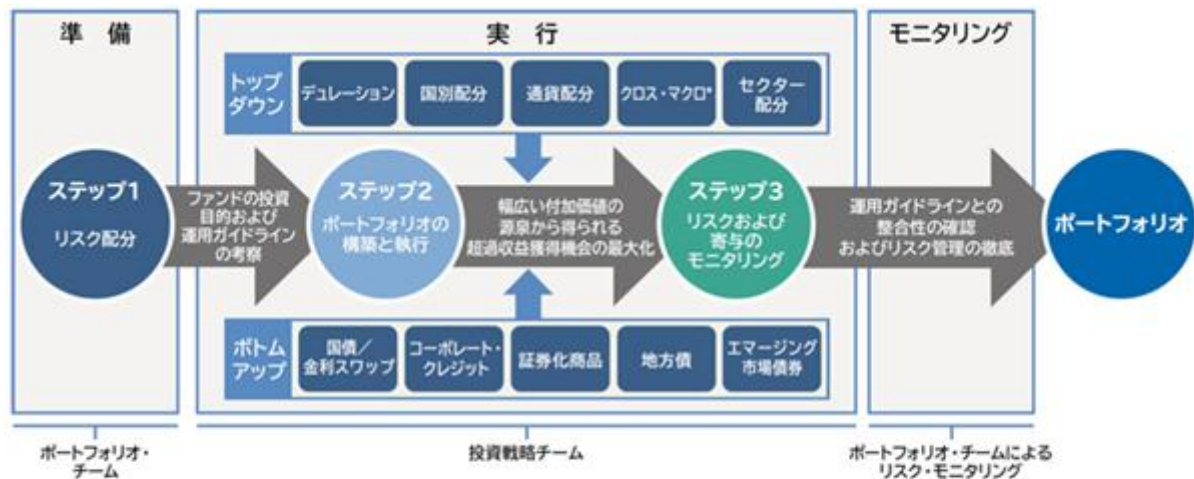 準 備
実 行
モニタリング
トップ
ダウン
デュレーション
国別配分
通貨配分
クロス・マクロ*
セクター
配分
ステップ1
リスク配分
ファンドの投資
目的および
運用ガイドライン
の考察
ステップ2
ポートフォリオの
構築と執行
幅広い付加価値の
源泉から得られる
超過収益獲得機会の最大化
ステップ3
リスクおよび
寄与の
モニタリング
運用ガイドラインとの
整合性の確認
およびリスク管理の徹底
ポートフォリオ
ボトム
アップ
国債／
金利スワップ
コーポレート・
クレジット
証券化商品
地方債
エマージング
市場債券
ポートフォリオ・
チーム
投資戦略チーム
ポートフォリオ・チームによる
リスク・モニタリング